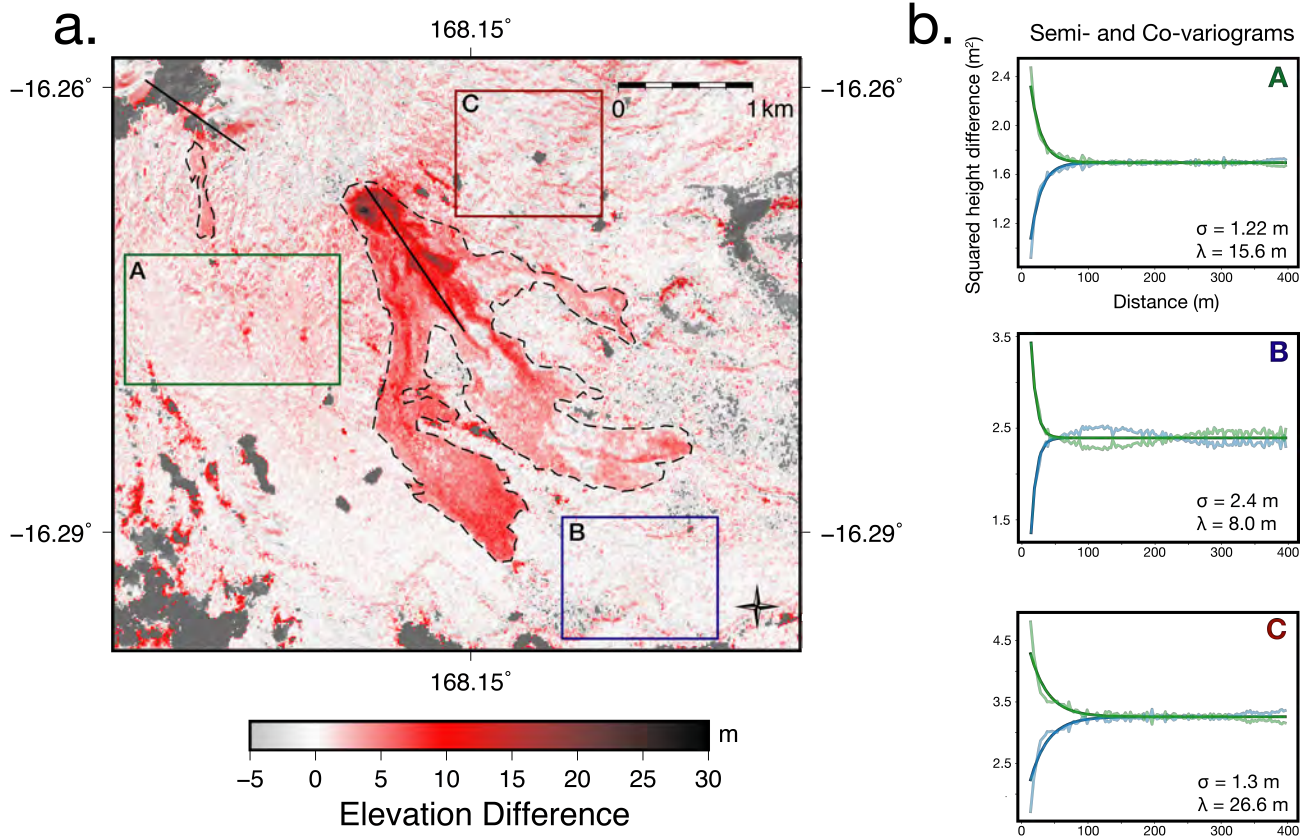 a.
168.15°
−16.26°
−16.26°
C
0
1 km
A
−16.29°
−16.29°
B
168.15°
m
−5
0
5
10
15
20
25
30
Elevation Difference
b.
Semi- and Co-variograms
Squared height difference (m²)
A
2.4
2.0
1.6
1.2
σ = 1.22 m
λ = 15.6 m
0
100
200
300
400
Distance (m)
B
3.5
2.5
1.5
σ = 2.4 m
λ = 8.0 m
0
100
200
300
400
C
4.5
3.5
2.5
σ = 1.3 m
λ = 26.6 m
0
100
200
300
400